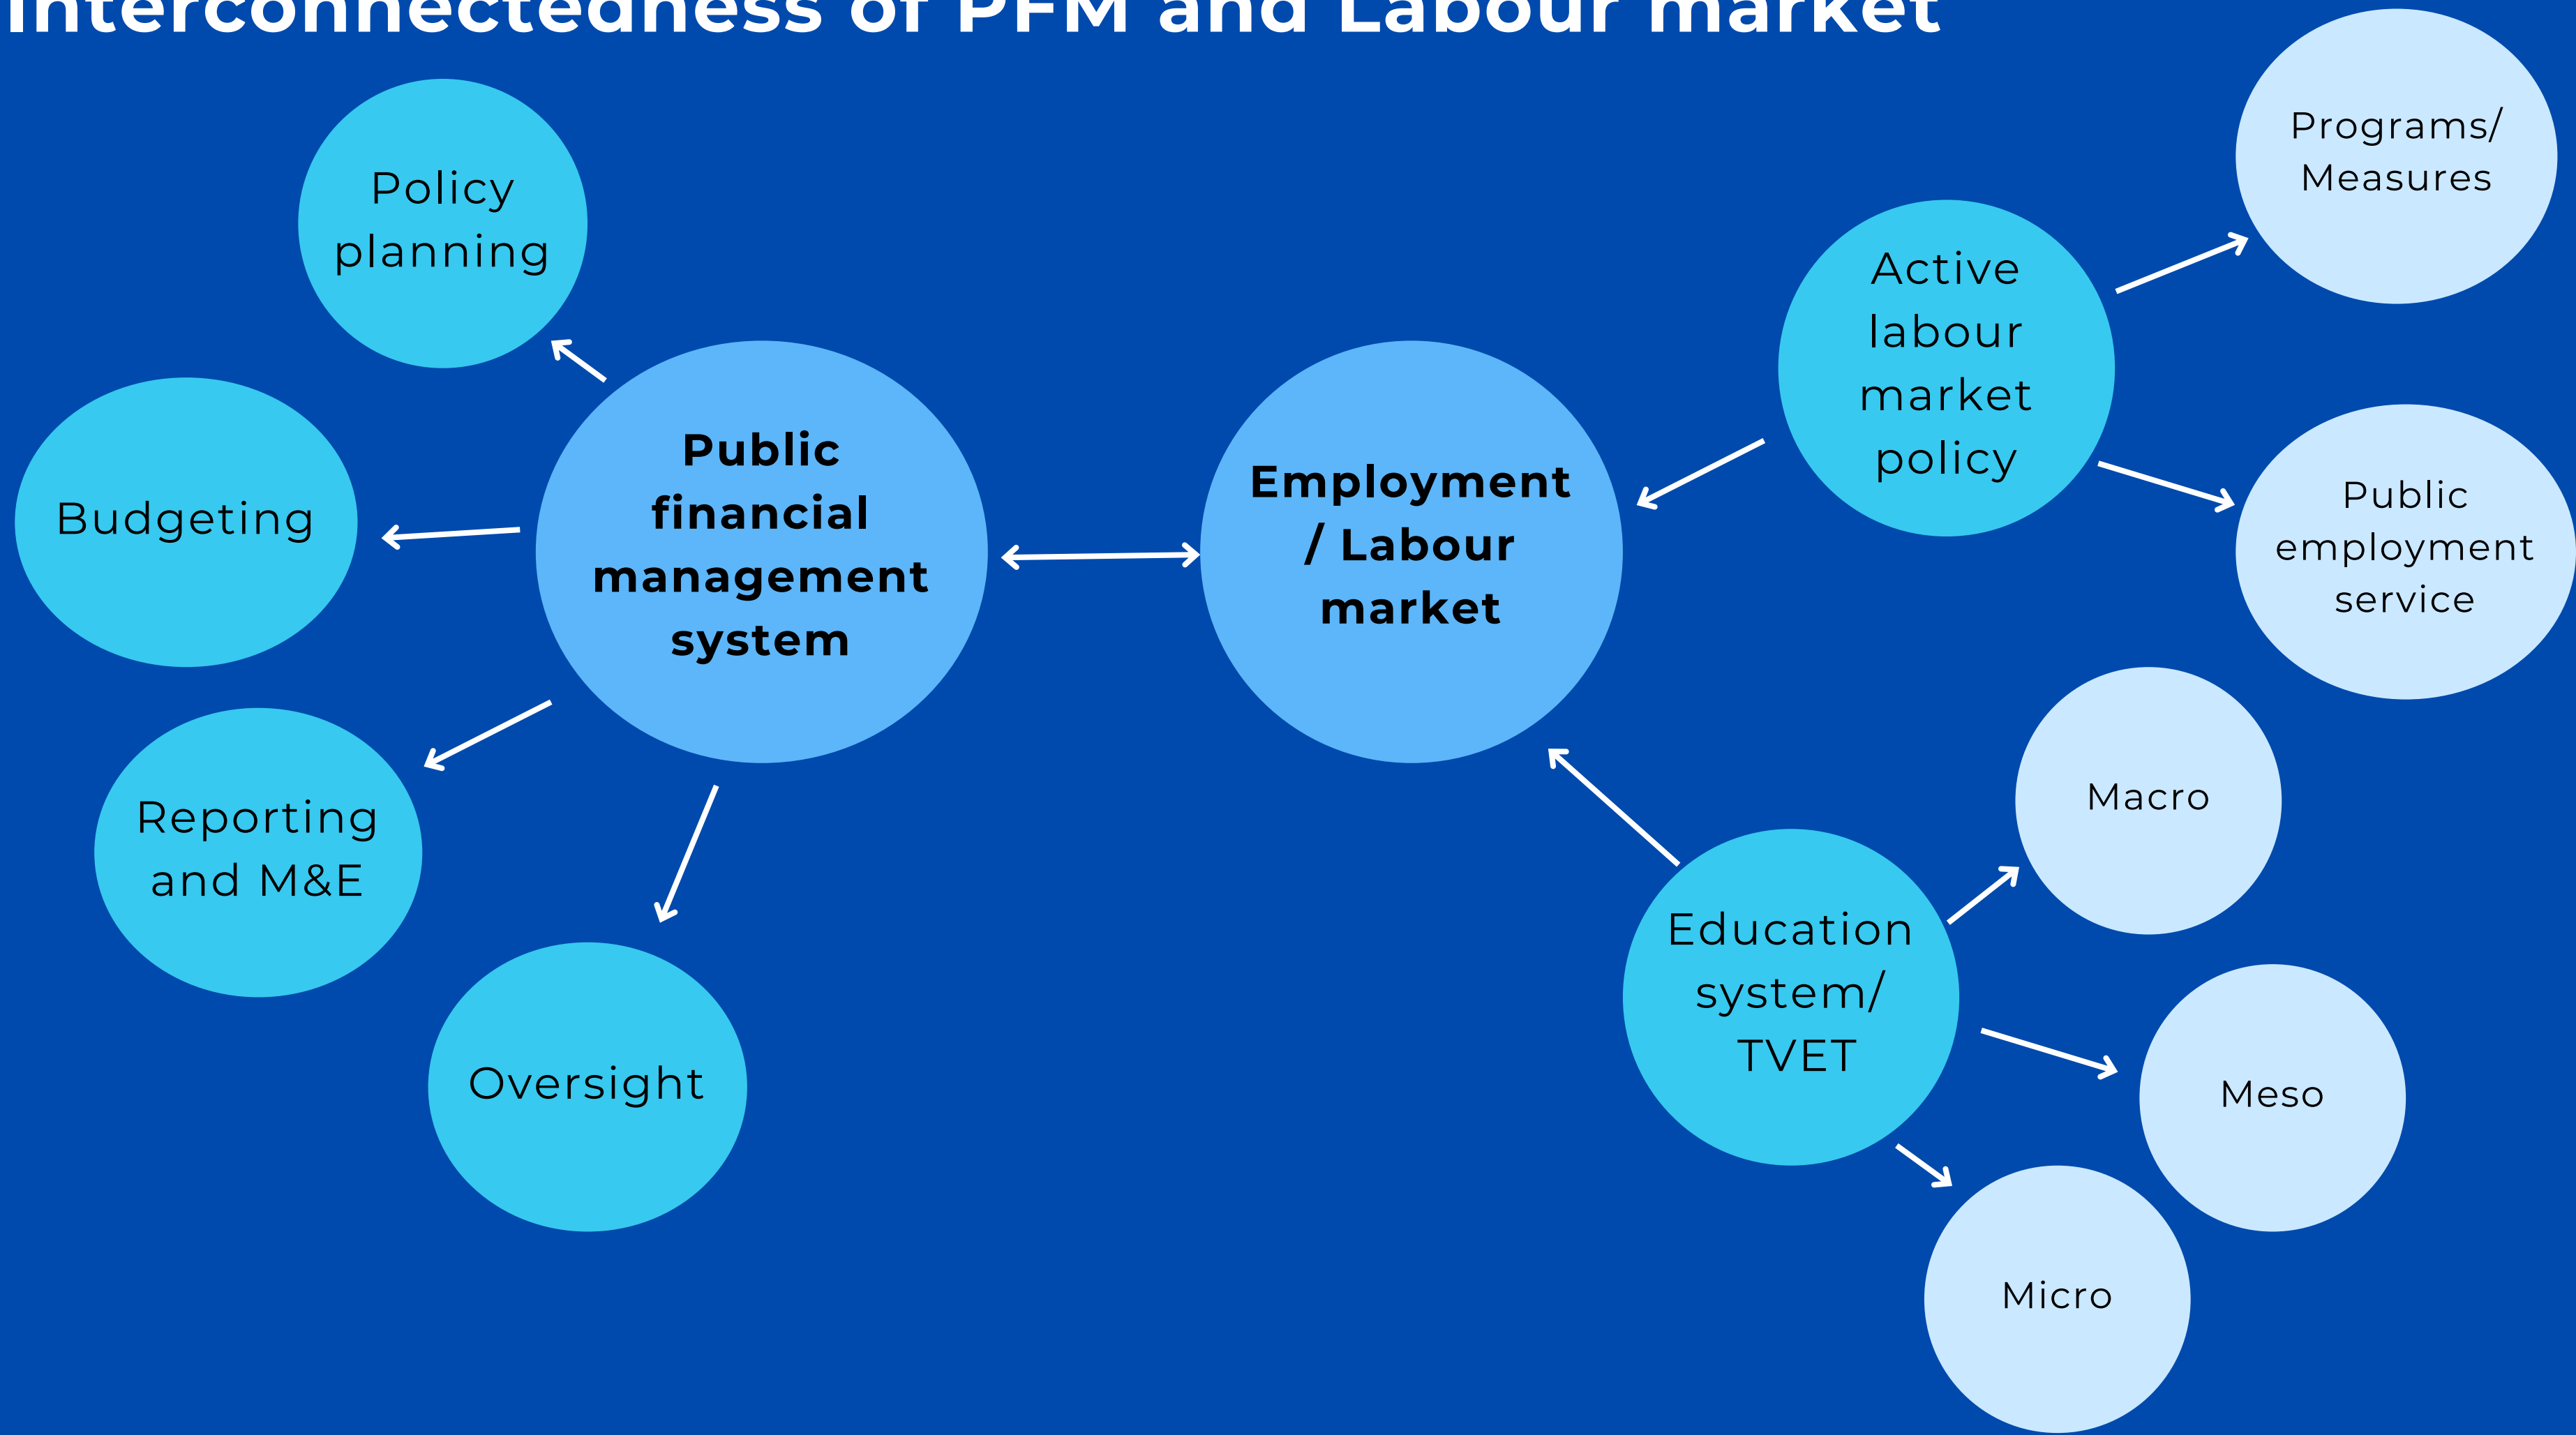 Interconnectedness of PFM and Labour market
Policy
planning
Budgeting
Reporting
and M&E
Oversight
Public
financial
management
system
Employment
/ Labour
market
Active
labour
market
policy
Programs/
Measures
Public
employment
service
Education
system/
TVET
Macro
Meso
Micro